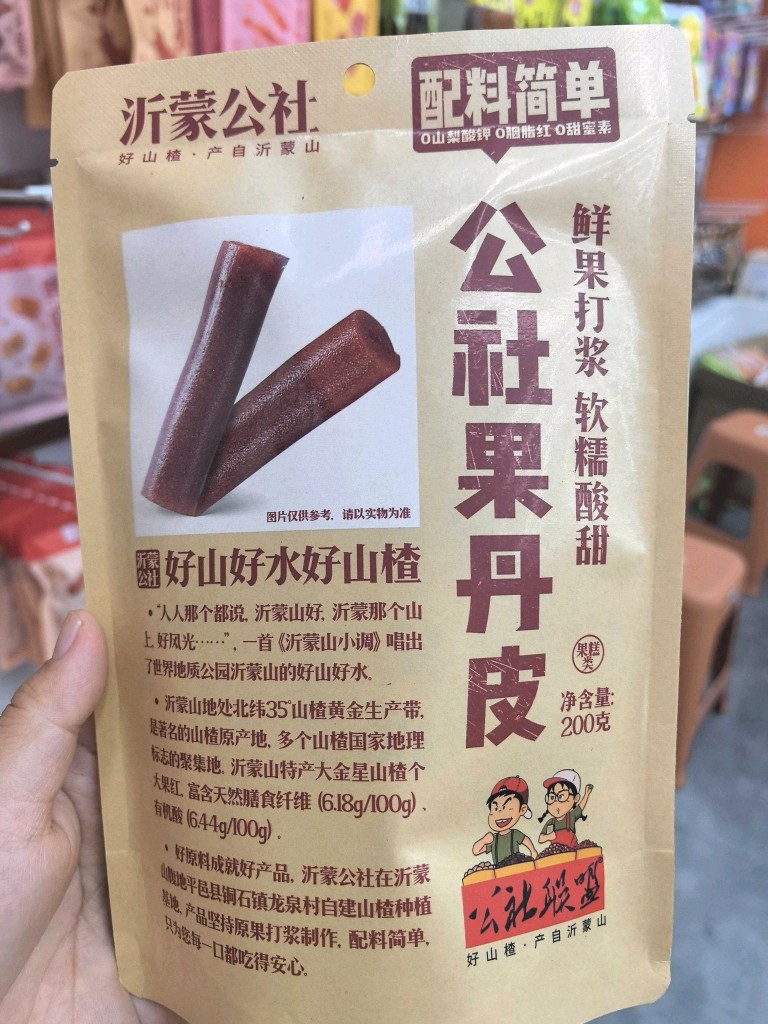 沂蒙公社
好山楂·产自沂蒙山
配料简单
0山梨酸钾 0胭脂红 0甜蜜素
公社果丹皮
鲜果打浆 软糯酸甜
图片仅供参考，请以实物为准
沂蒙公社
好山好水好山楂
•“人人那个都说，沂蒙山好，沂蒙那个山
上，好风光……”，一首《沂蒙山小调》唱出
了世界地质公园沂蒙山的好山好水。
•沂蒙山地处北纬35°山楂黄金生产带，
是著名的山楂原产地，多个山楂国家地理
标志的聚集地，沂蒙山特产大金星山楂个
大果红，富含天然膳食纤维(6.18g/100g)、
有机酸(6.44g/100g)。
•好原料成就好产品，沂蒙公社在沂蒙
山腹地平邑县铜石镇龙泉村自建山楂种植
基地，产品坚持原果打浆制作，配料简单，
只为您每一口都吃得安心。
果糕类
净含量:
200克
公社联盟
好山楂·产自沂蒙山